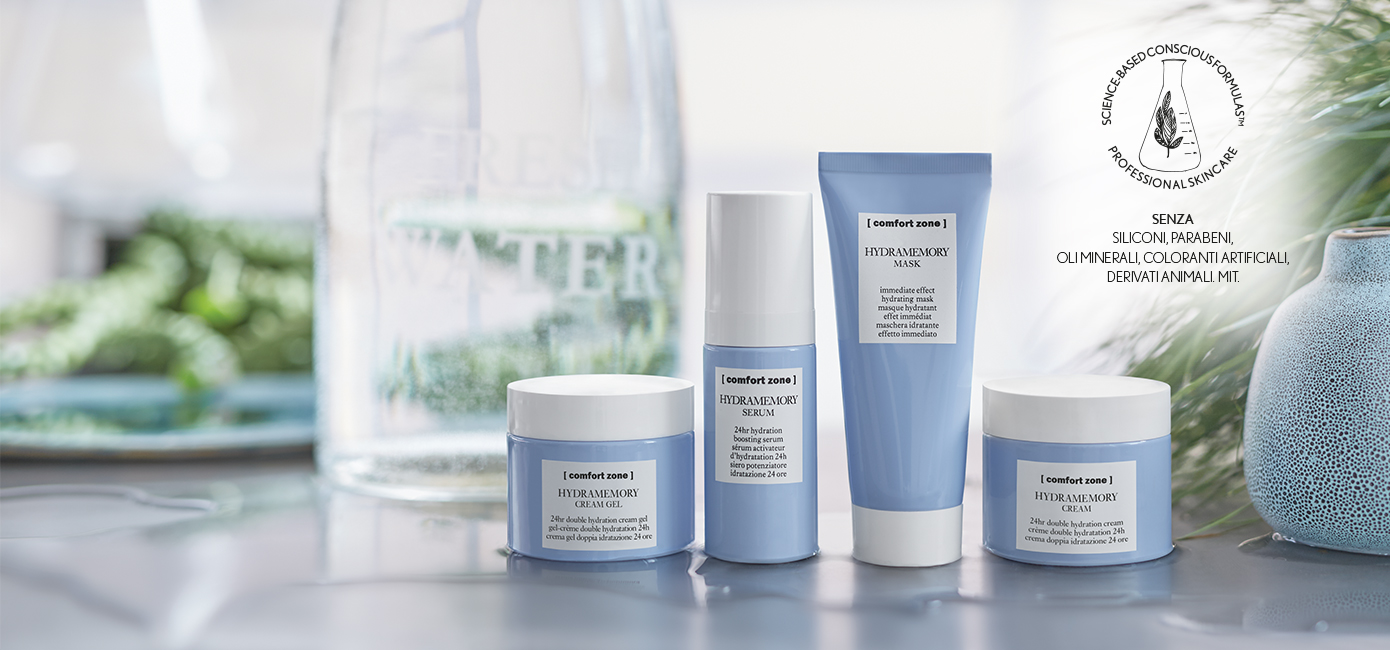 SCIENCE-BASED CONSCIOUS FORMULAS™
PROFESSIONAL SKINCARE
SENZA
SILICONI, PARABENI,
OLI MINERALI, COLORANTI ARTIFICIALI,
DERIVATI ANIMALI. MIT.
FRESH
WATER
[ comfort zone ]
HYDRAMEMORY
CREAM GEL
24hr double hydration cream gel
gel-crème double hydratation 24h
crema gel doppia idratazione 24 ore
[ comfort zone ]
HYDRAMEMORY
SERUM
24hr hydration
boosting serum
sérum activateur
d'hydratation 24h
siero potenziatore
idratazione 24 ore
[ comfort zone ]
HYDRAMEMORY
MASK
immediate effect
hydrating mask
masque hydratant
effet immédiat
maschera idratante
effetto immediato
[ comfort zone ]
HYDRAMEMORY
CREAM
24hr double hydration cream
crème double hydratation 24h
crema doppia idratazione 24 ore